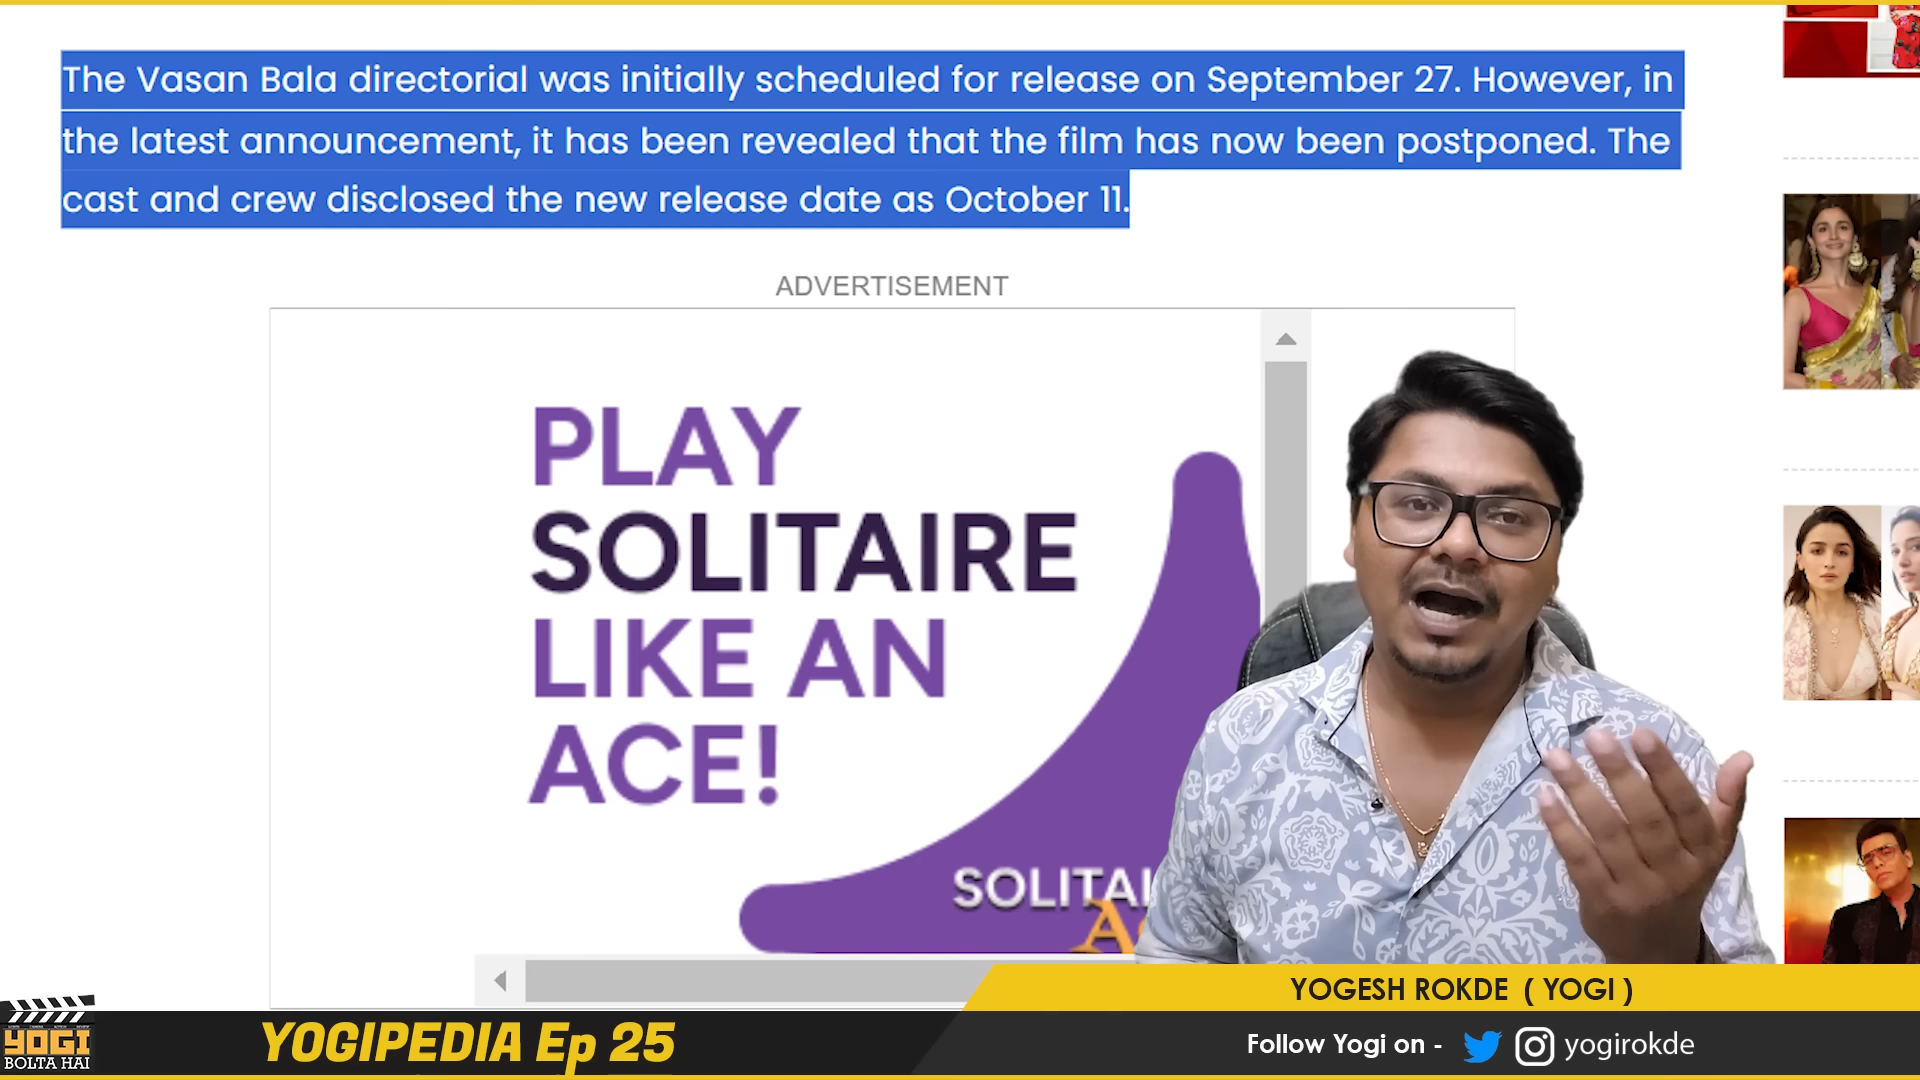 The Vasan Bala directorial was initially scheduled for release on September 27. However, in
the latest announcement, it has been revealed that the film has now been postponed. The
cast and crew disclosed the new release date as October 11.
ADVERTISEMENT
PLAY
SOLITAIRE
LIKE AN
ACE!
SOLITAI
A
YOGESH ROKDE ( YOGI )
YOGI
BOLTA HAI
YOGIPEDIA Ep 25
Follow Yogi on - yogirokde